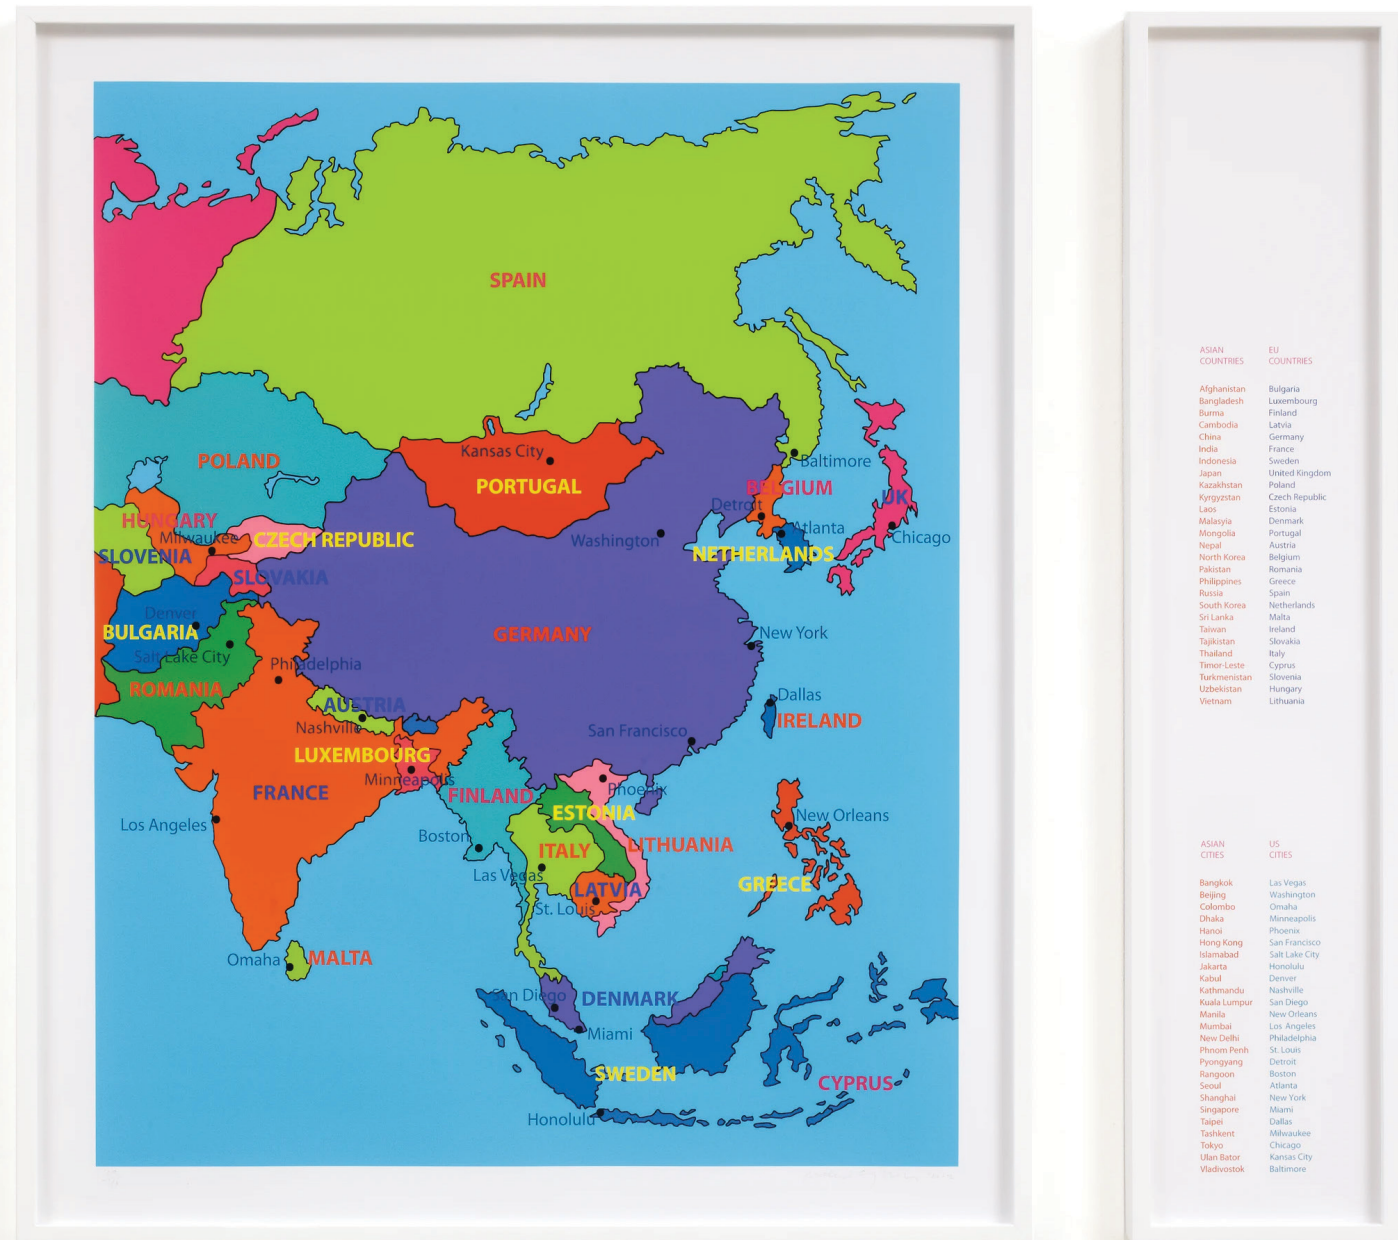 SPAIN
POLAND
Kansas City
PORTUGAL
Baltimore
BELGIUM
UK
Detroit
HUNGARY
Milwaukee
CZECH REPUBLIC
Washington
Atlanta
Chicago
SLOVENIA
NETHERLANDS
SLOVAKIA
Denver
BULGARIA
GERMANY
New York
Salt Lake City
Philadelphia
ROMANIA
Dallas
AUSTRIA
IRELAND
Nashville
San Francisco
LUXEMBOURG
Minneapolis
Phoenix
FRANCE
FINLAND
ESTONIA
New Orleans
Los Angeles
Boston
ITALY
LITHUANIA
Las Vegas
GREECE
LATVIA
St. Louis
Omaha
MALTA
San Diego
DENMARK
Miami
SWEDEN
CYPRUS
Honolulu
ASIAN EU
COUNTRIES COUNTRIES
Afghanistan Bulgaria
Bangladesh Luxembourg
Burma Finland
Cambodia Latvia
China Germany
India France
Indonesia Sweden
Japan United Kingdom
Kazakhstan Poland
Kyrgyzstan Czech Republic
Laos Estonia
Malasyia Denmark
Mongolia Portugal
Nepal Austria
North Korea Belgium
Pakistan Romania
Philippines Greece
Russia Spain
South Korea Netherlands
Sri Lanka Malta
Taiwan Ireland
Tajikistan Slovakia
Thailand Italy
Timor-Leste Cyprus
Turkmenistan Slovenia
Uzbekistan Hungary
Vietnam Lithuania
ASIAN US
CITIES CITIES
Bangkok Las Vegas
Beijing Washington
Colombo Omaha
Dhaka Minneapolis
Hanoi Phoenix
Hong Kong San Francisco
Islamabad Salt Lake City
Jakarta Honolulu
Kabul Denver
Kathmandu Nashville
Kuala Lumpur San Diego
Manila New Orleans
Mumbai Los Angeles
New Delhi Philadelphia
Phnom Penh St. Louis
Pyongyang Detroit
Rangoon Boston
Seoul Atlanta
Shanghai New York
Singapore Miami
Taipei Dallas
Tashkent Milwaukee
Tokyo Chicago
Ulan Bator Kansas City
Vladivostok Baltimore